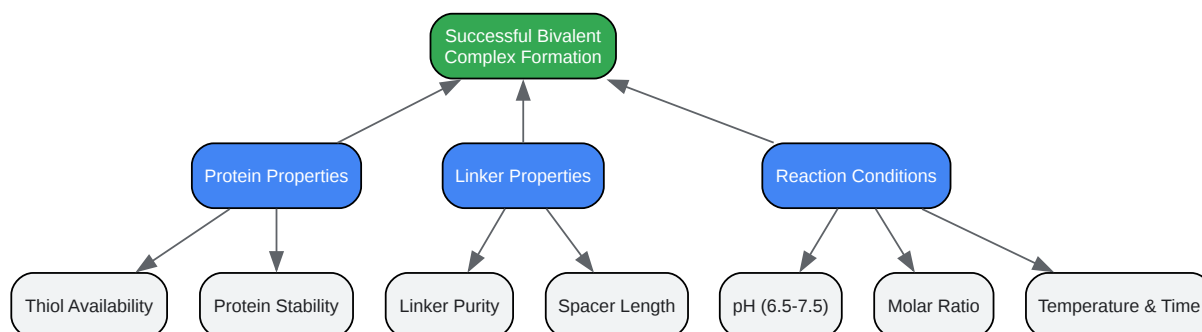 Successful Bivalent
Complex Formation
Protein Properties
Linker Properties
Reaction Conditions
Thiol Availability
Protein Stability
Linker Purity
Spacer Length
pH (6.5-7.5)
Molar Ratio
Temperature & Time